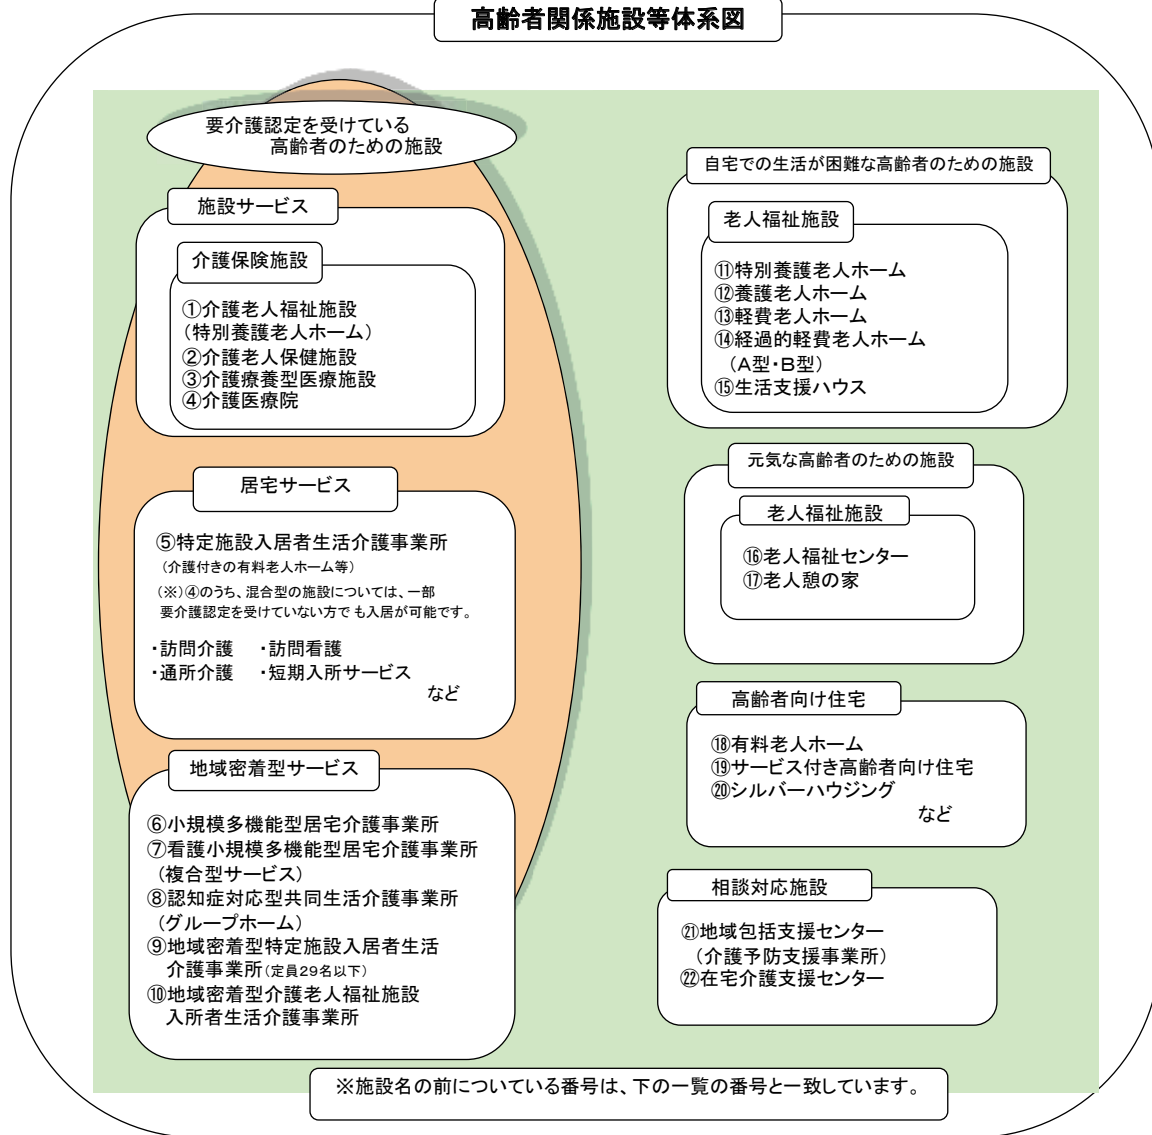 高齢者関係施設等体系図
要介護認定を受けている
高齢者のための施設
施設サービス
介護保険施設
①介護老人福祉施設
(特別養護老人ホーム)
②介護老人保健施設
③介護療養型医療施設
④介護医療院
居宅サービス
⑤特定施設入居者生活介護事業所
(介護付きの有料老人ホーム等)
(※)④のうち、混合型の施設については、一部
要介護認定を受けていない方でも入居が可能です。
・訪問介護 ・訪問看護
・通所介護 ・短期入所サービス
など
地域密着型サービス
⑥小規模多機能型居宅介護事業所
⑦看護小規模多機能型居宅介護事業所
(複合型サービス)
⑧認知症対応型共同生活介護事業所
(グループホーム)
⑨地域密着型特定施設入居者生活
介護事業所(定員29名以下)
⑩地域密着型介護老人福祉施設
入所者生活介護事業所
自宅での生活が困難な高齢者のための施設
老人福祉施設
⑪特別養護老人ホーム
⑫養護老人ホーム
⑬軽費老人ホーム
⑭経過的軽費老人ホーム
(A型・B型)
⑮生活支援ハウス
元気な高齢者のための施設
老人福祉施設
⑯老人福祉センター
⑰老人憩の家
高齢者向け住宅
⑱有料老人ホーム
⑲サービス付き高齢者向け住宅
⑳シルバーハウジング
など
相談対応施設
㉑地域包括支援センター
(介護予防支援事業所)
㉒在宅介護支援センター
※施設名の前についている番号は、下の一覧の番号と一致しています。